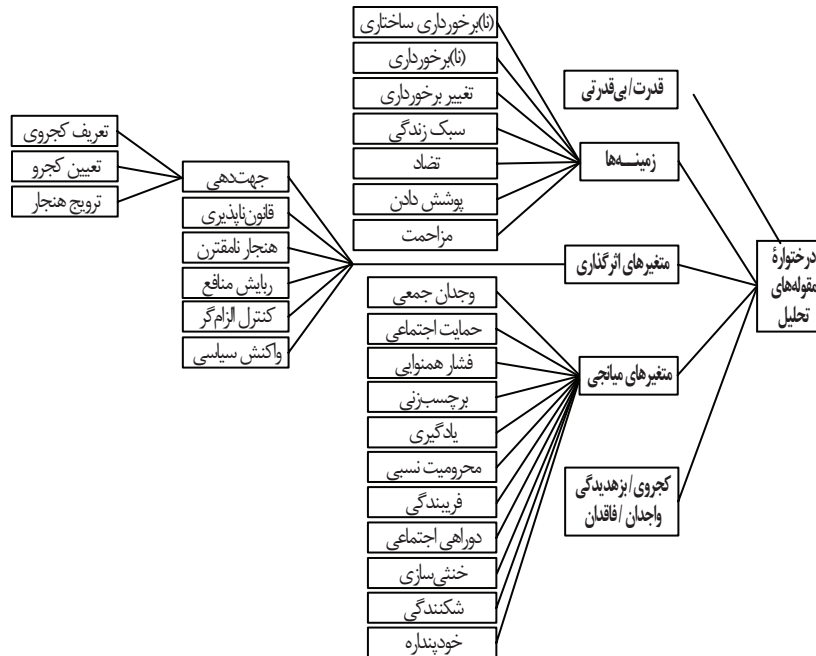 درختوارهٔ
مقوله‌های
تحلیل
قدرت/بی‌قدرتی
زمینــه‌ها
(نا)برخورداری ساختاری
(نا)برخورداری
تغییر برخورداری
سبک زندگی
تضاد
پوشش دادن
مزاحمت
متغیرهای اثرگذاری
جهت‌دهی
تعریف کجروی
تعیین کجرو
ترویج هنجار
قانون‌ناپذیری
هنجار نامقترن
ربایش منافع
کنترل الزام‌گر
واکنش سیاسی
متغیرهای میانجی
وجدان جمعی
حمایت اجتماعی
فشار همنوایی
برچسب‌زنی
یادگیری
محرومیت نسبی
فریبندگی
دوراهی اجتماعی
خنثی‌سازی
شکنندگی
خودپنداره
کجروی/بزهدیدگی
واجدان/فاقدان